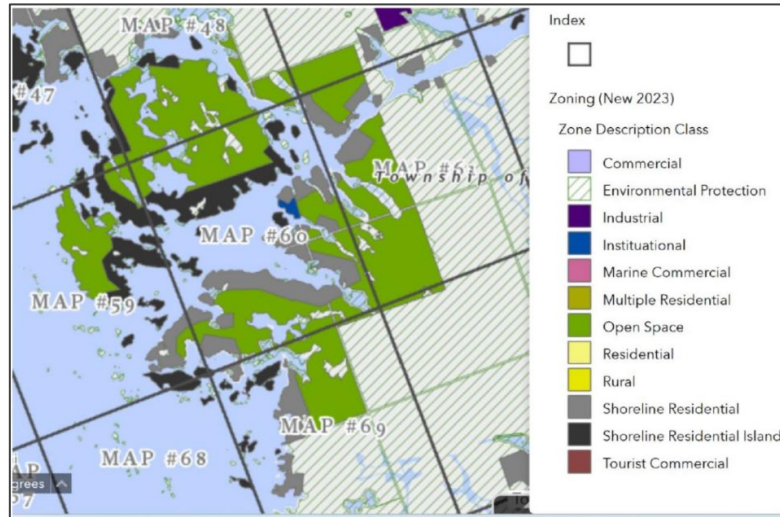 MAP #48
#47
MAP #61
Township of
MAP #60
MAP #59
MAP #69
MAP #68
grees
Index
Zoning (New 2023)
Zone Description Class
Commercial
Environmental Protection
Industrial
Instituational
Marine Commercial
Multiple Residential
Open Space
Residential
Rural
Shoreline Residential
Shoreline Residential Island
Tourist Commercial